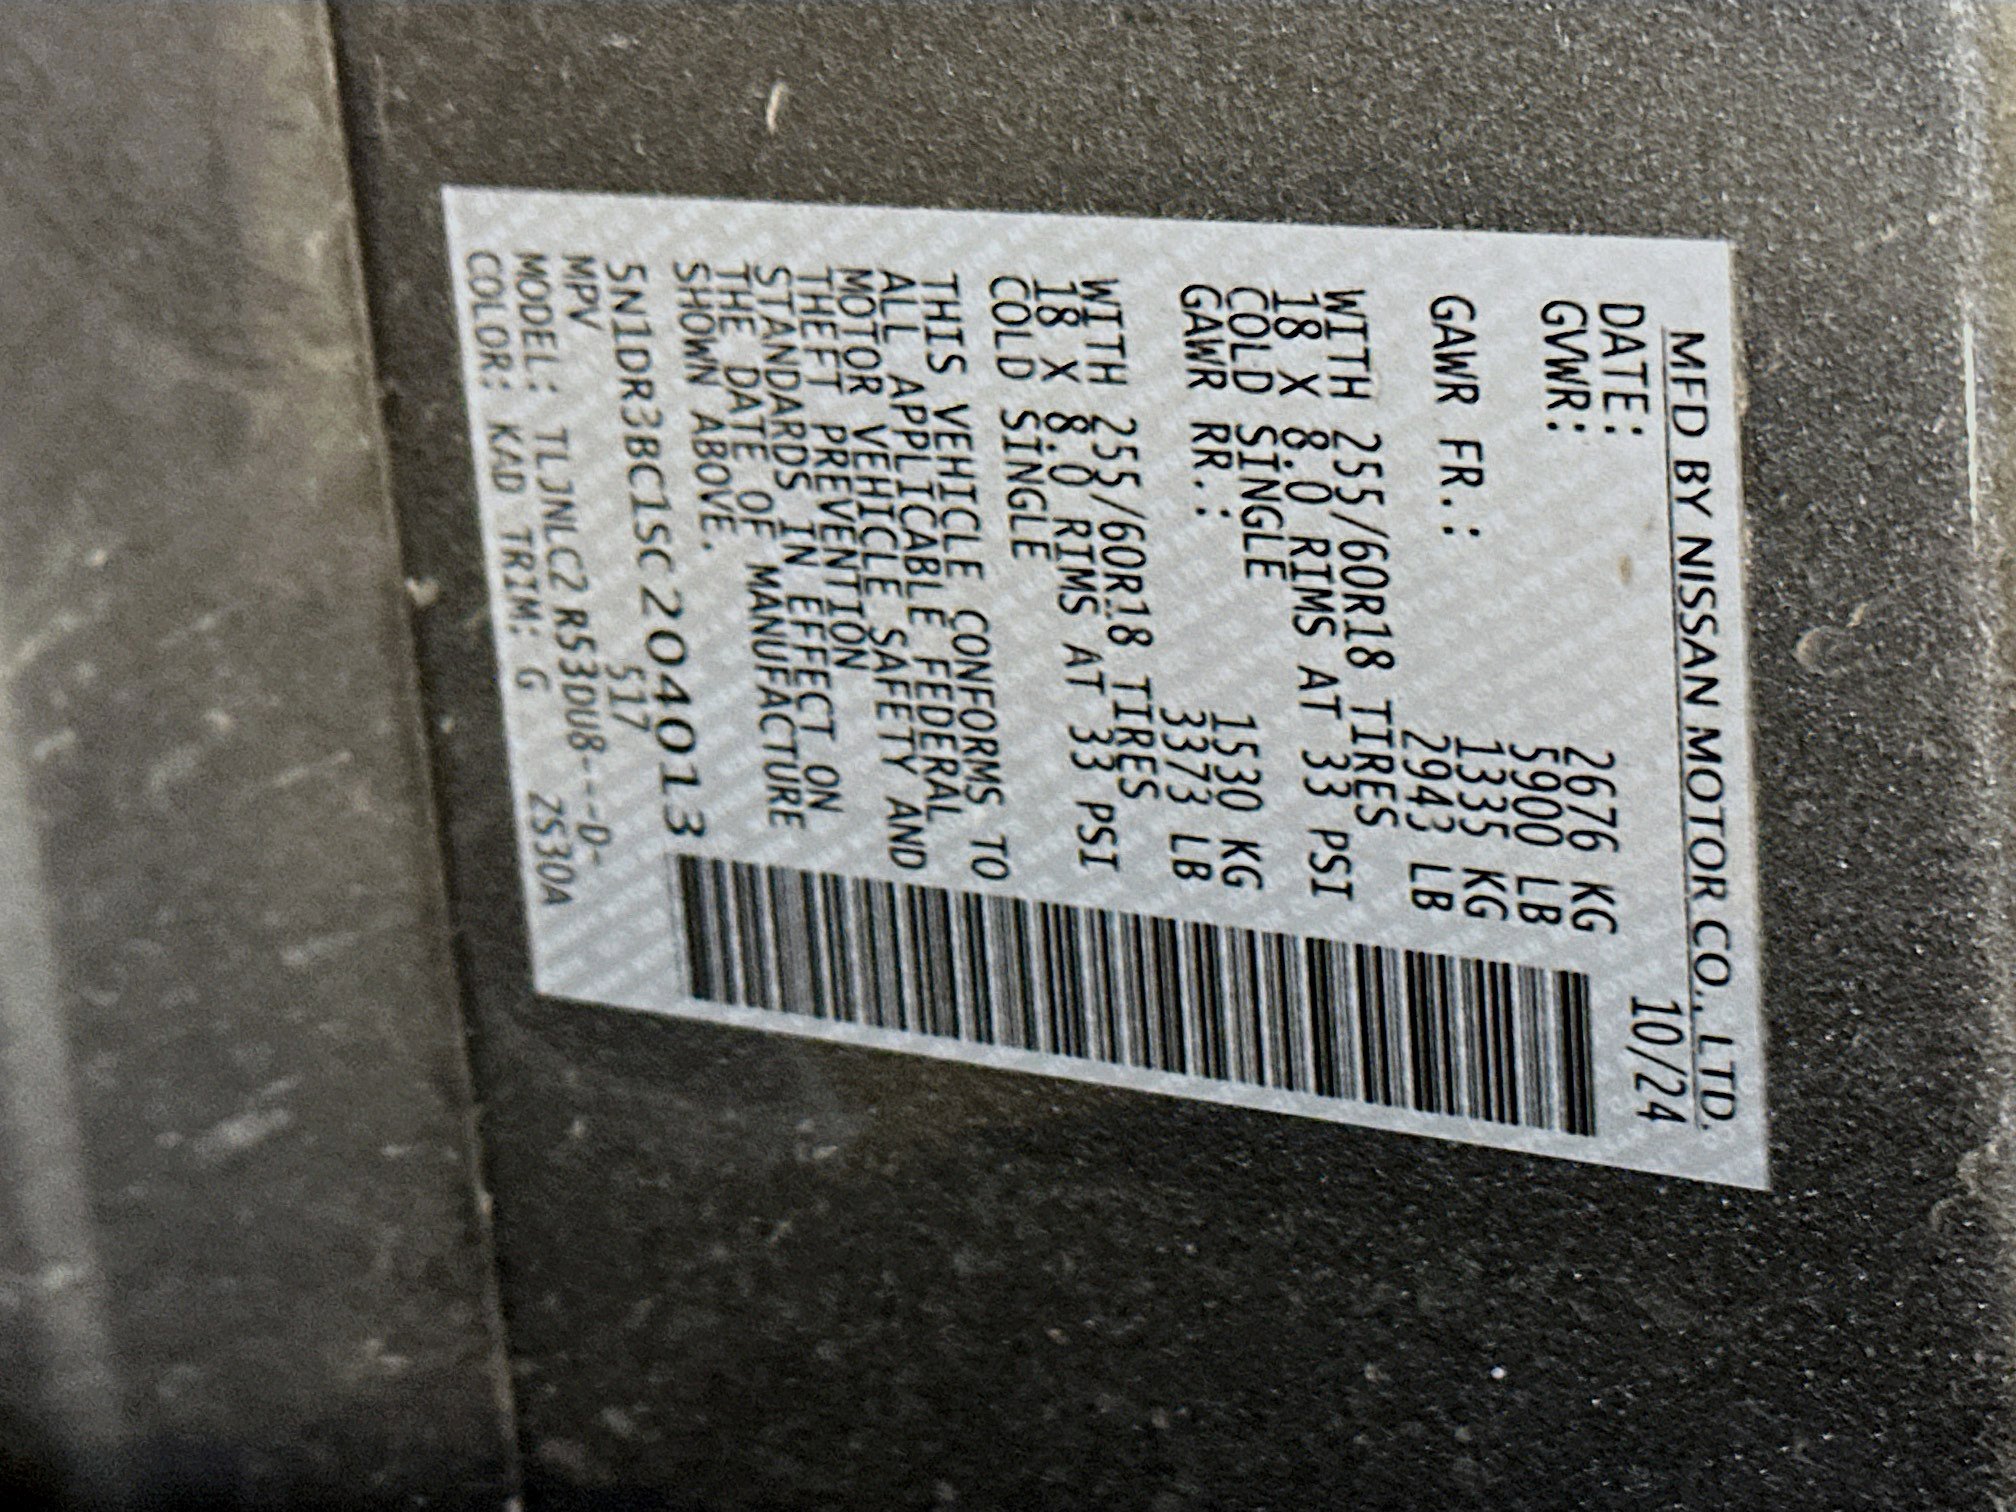 MFD BY NISSAN MOTOR CO., LTD.
DATE: 10/24
GVWR: 2676 KG
5900 LB
GAWR FR.: 1335 KG
2943 LB
WITH 255/60R18 TIRES
18 X 8.0 RIMS AT 33 PSI
COLD SINGLE
GAWR RR.: 1530 KG
3373 LB
WITH 255/60R18 TIRES
18 X 8.0 RIMS AT 33 PSI
COLD SINGLE
THIS VEHICLE CONFORMS TO
ALL APPLICABLE FEDERAL
MOTOR VEHICLE SAFETY AND
THEFT PREVENTION
STANDARDS IN EFFECT ON
THE DATE OF MANUFACTURE
SHOWN ABOVE.
5N1DR3BC1SC204013
MPV 517
MODEL: TLJNLC2 RS3DU8---D-
COLOR: KAD TRIM: G 2530A